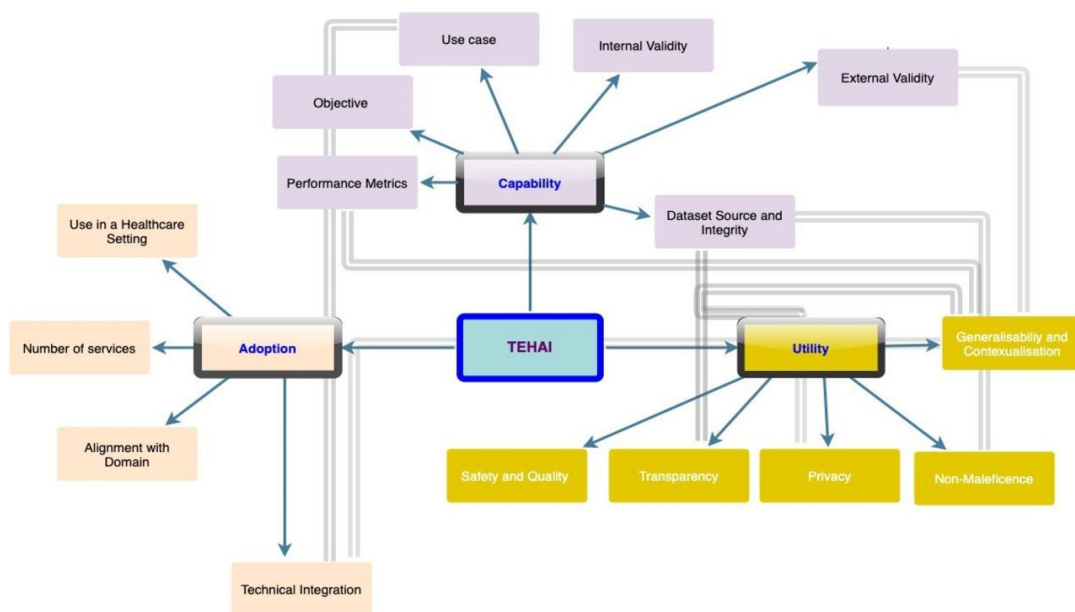 Use case
Internal Validity
External Validity
Objective
Performance Metrics
Capability
Dataset Source and
Integrity
Use in a Healthcare
Setting
Number of services
Adoption
TEHAI
Utility
Generalisabiliy and
Contexualisation
Alignment with
Domain
Safety and Quality
Transparency
Privacy
Non-Maleficence
Technical Integration